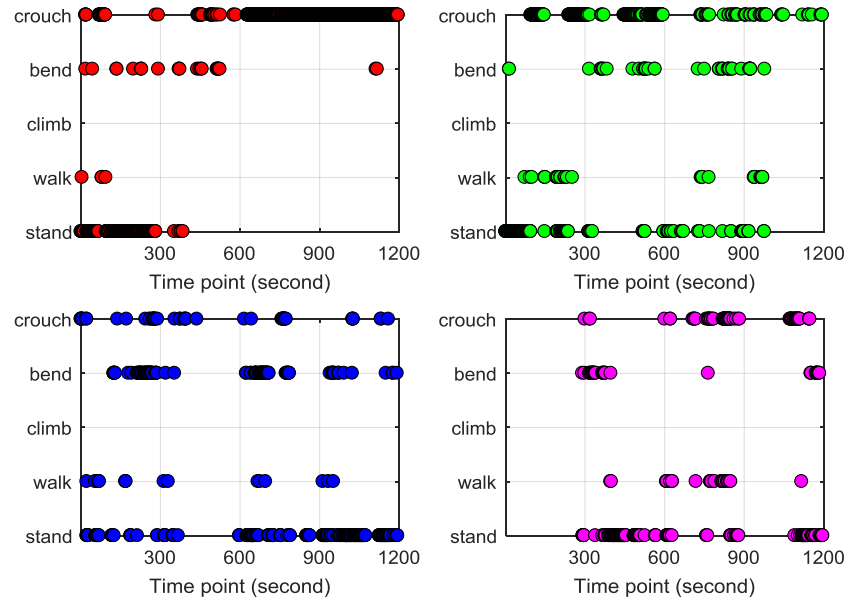 crouch
bend
climb
walk
stand
300 600 900 1200
Time point (second)
crouch
bend
climb
walk
stand
300 600 900 1200
Time point (second)
crouch
bend
climb
walk
stand
300 600 900 1200
Time point (second)
crouch
bend
climb
walk
stand
300 600 900 1200
Time point (second)